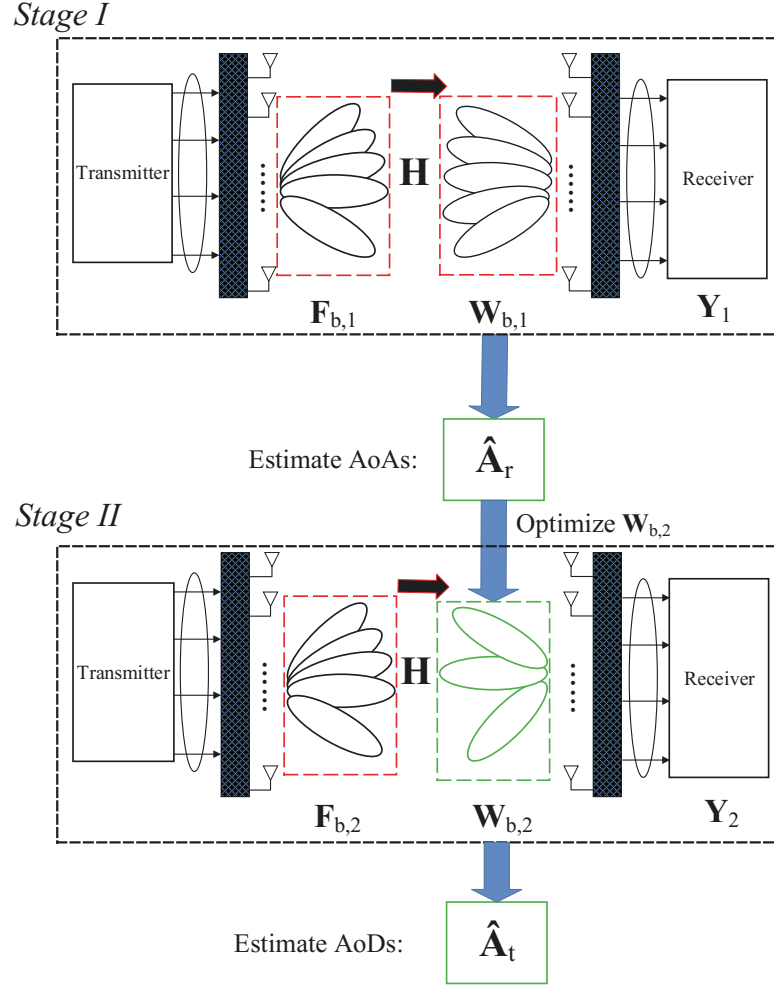 Stage I
Transmitter
H
Receiver
F_b,1
W_b,1
Y_1
Estimate AoAs:
Â_r
Stage II
Optimize W_b,2
Transmitter
H
Receiver
F_b,2
W_b,2
Y_2
Estimate AoDs:
Â_t